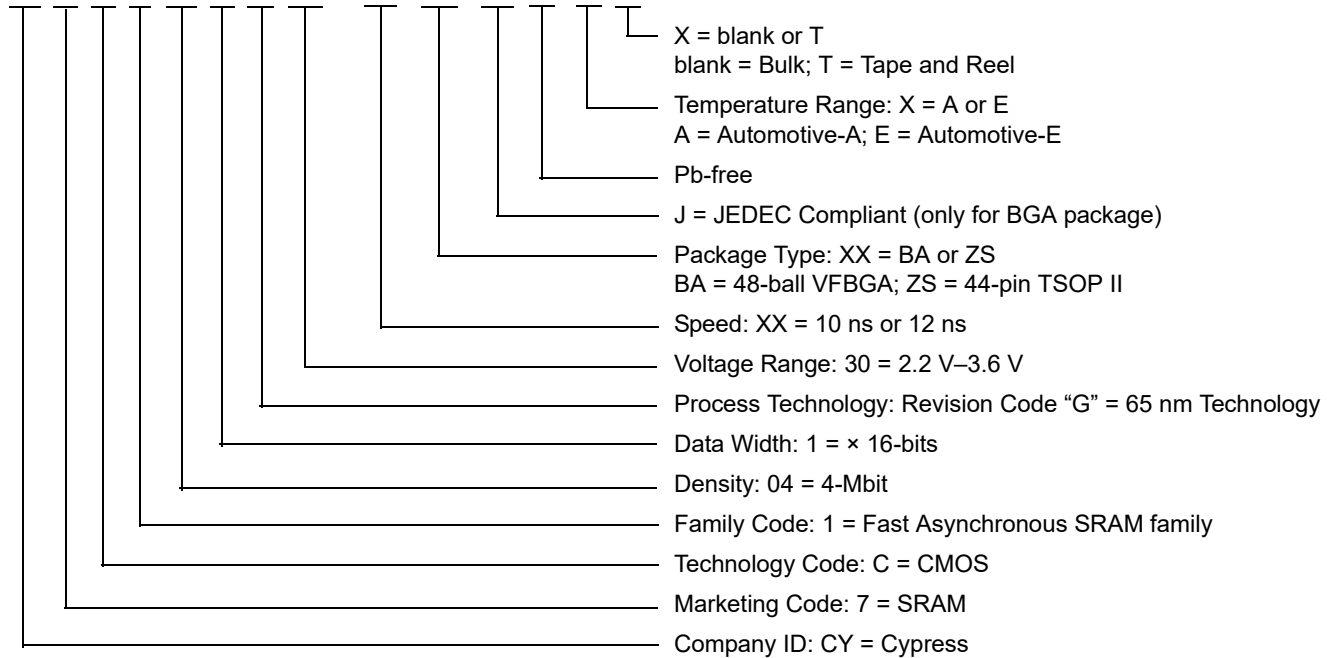 X = blank or T
blank = Bulk; T = Tape and Reel
Temperature Range: X = A or E
A = Automotive-A; E = Automotive-E
Pb-free
J = JEDEC Compliant (only for BGA package)
Package Type: XX = BA or ZS
BA = 48-ball VFBGA; ZS = 44-pin TSOP II
Speed: XX = 10 ns or 12 ns
Voltage Range: 30 = 2.2 V–3.6 V
Process Technology: Revision Code “G” = 65 nm Technology
Data Width: 1 = × 16-bits
Density: 04 = 4-Mbit
Family Code: 1 = Fast Asynchronous SRAM family
Technology Code: C = CMOS
Marketing Code: 7 = SRAM
Company ID: CY = Cypress